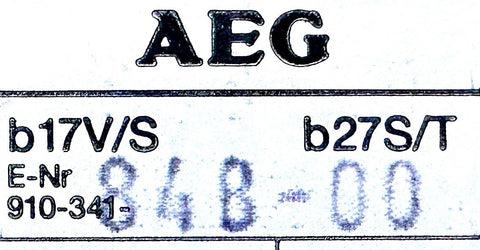 AEG
b17V/S b27S/T
E-Nr
910-341-848-00